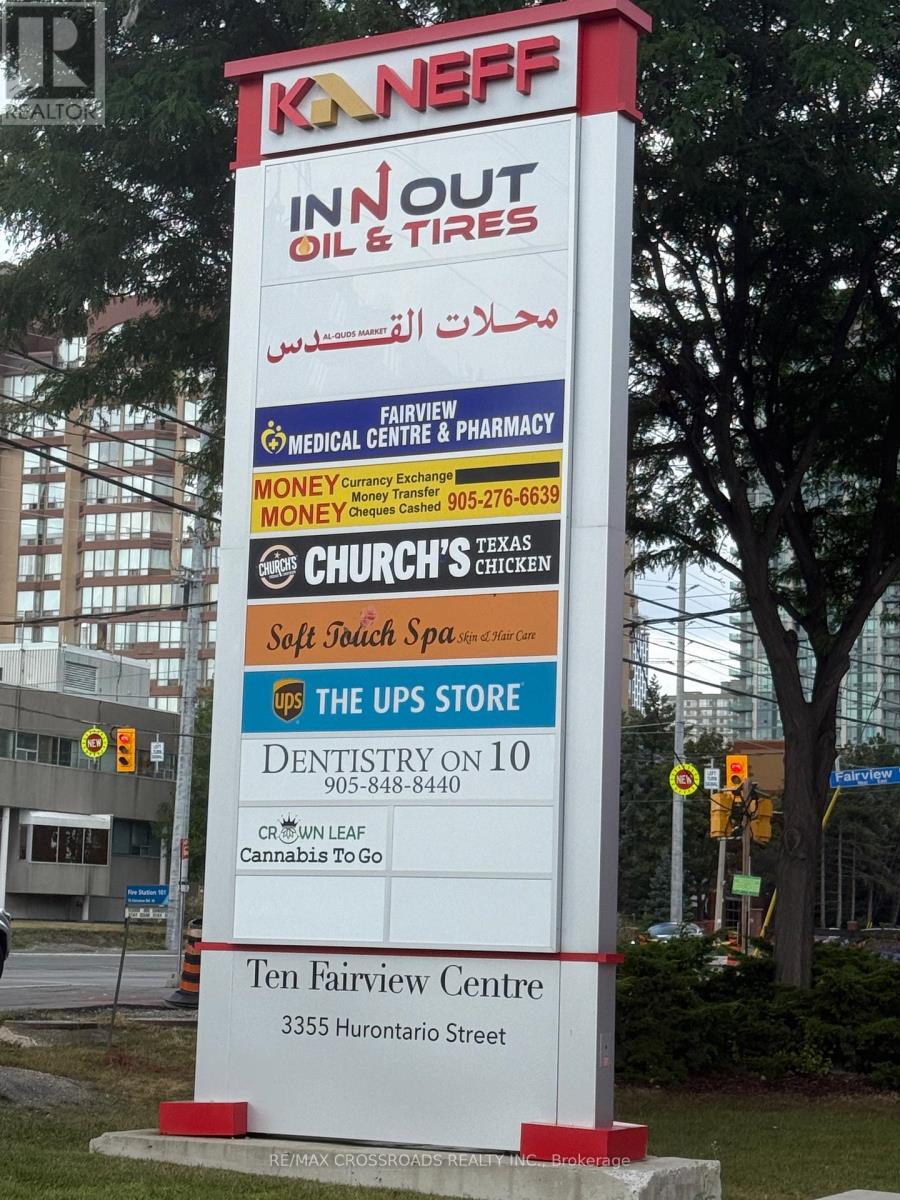 REALTOR
KANEFF
INN OUT
OIL & TIRES
محلات القدس
AL-QUDS MARKET
FAIRVIEW
MEDICAL CENTRE & PHARMACY
MONEY Currancy Exchange
Money Transfer 905-276-6639
MONEY Cheques Cashed
CHURCH'S CHURCH'S TEXAS
CHICKEN
Soft Touch Spa Skin & Hair Care
ups THE UPS STORE
DENTISTRY ON 10
905-848-8440
CROWN LEAF
Cannabis To Go
NEW
NEW
Fairview
Fire Station 101
Ten Fairview Centre
3355 Hurontario Street
RE/MAX CROSSROADS REALTY INC., Brokerage